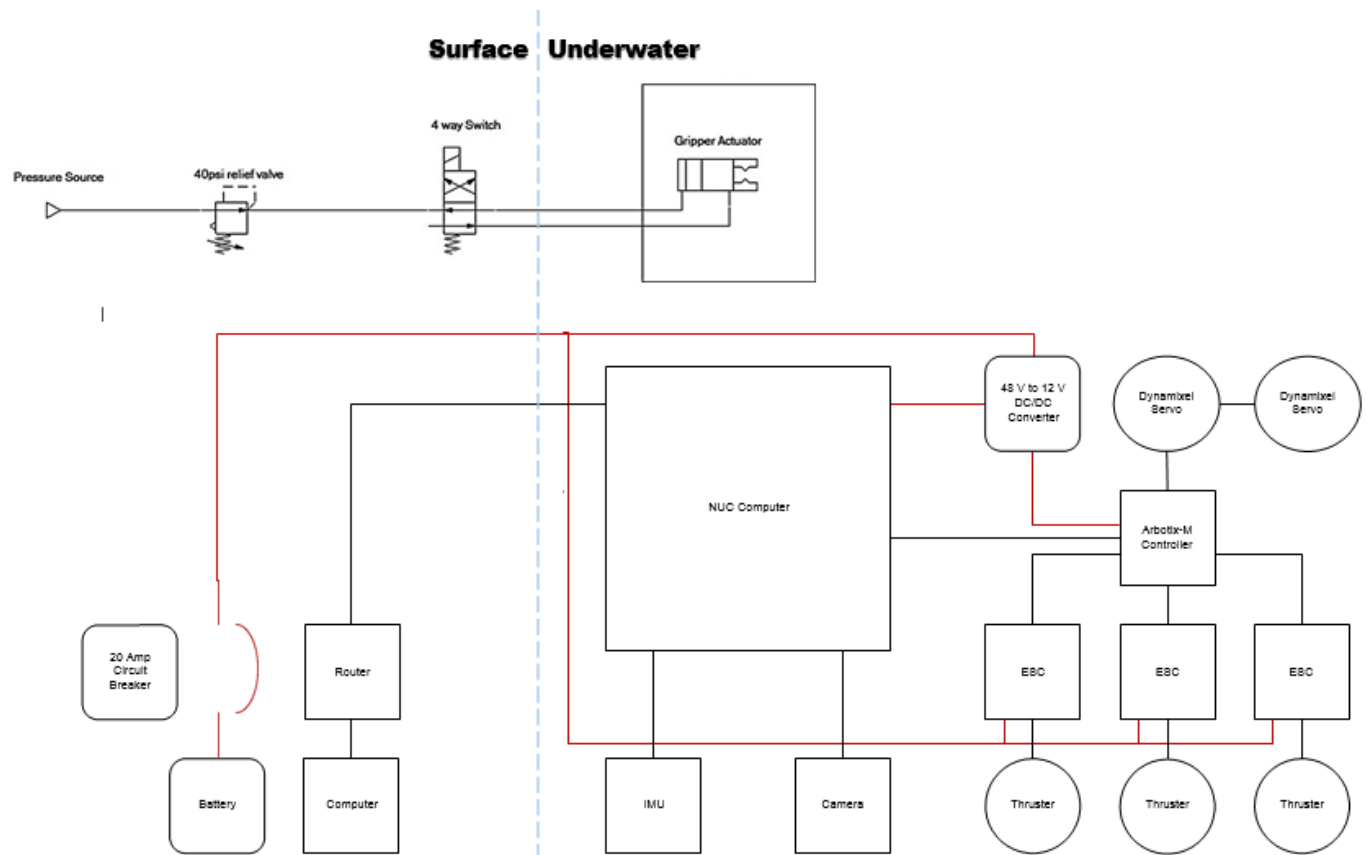 Surface Underwater
4 way Switch
Gripper Actuator
Pressure Source
40psi relief valve
48 V to 12 V
DC/DC
Converter
Dynamixel
Servo
Dynamixel
Servo
NUC Computer
Arbotix-M
Controller
20 Amp
Circuit
Breaker
Router
ESC
ESC
ESC
Battery
Computer
IMU
Camera
Thruster
Thruster
Thruster